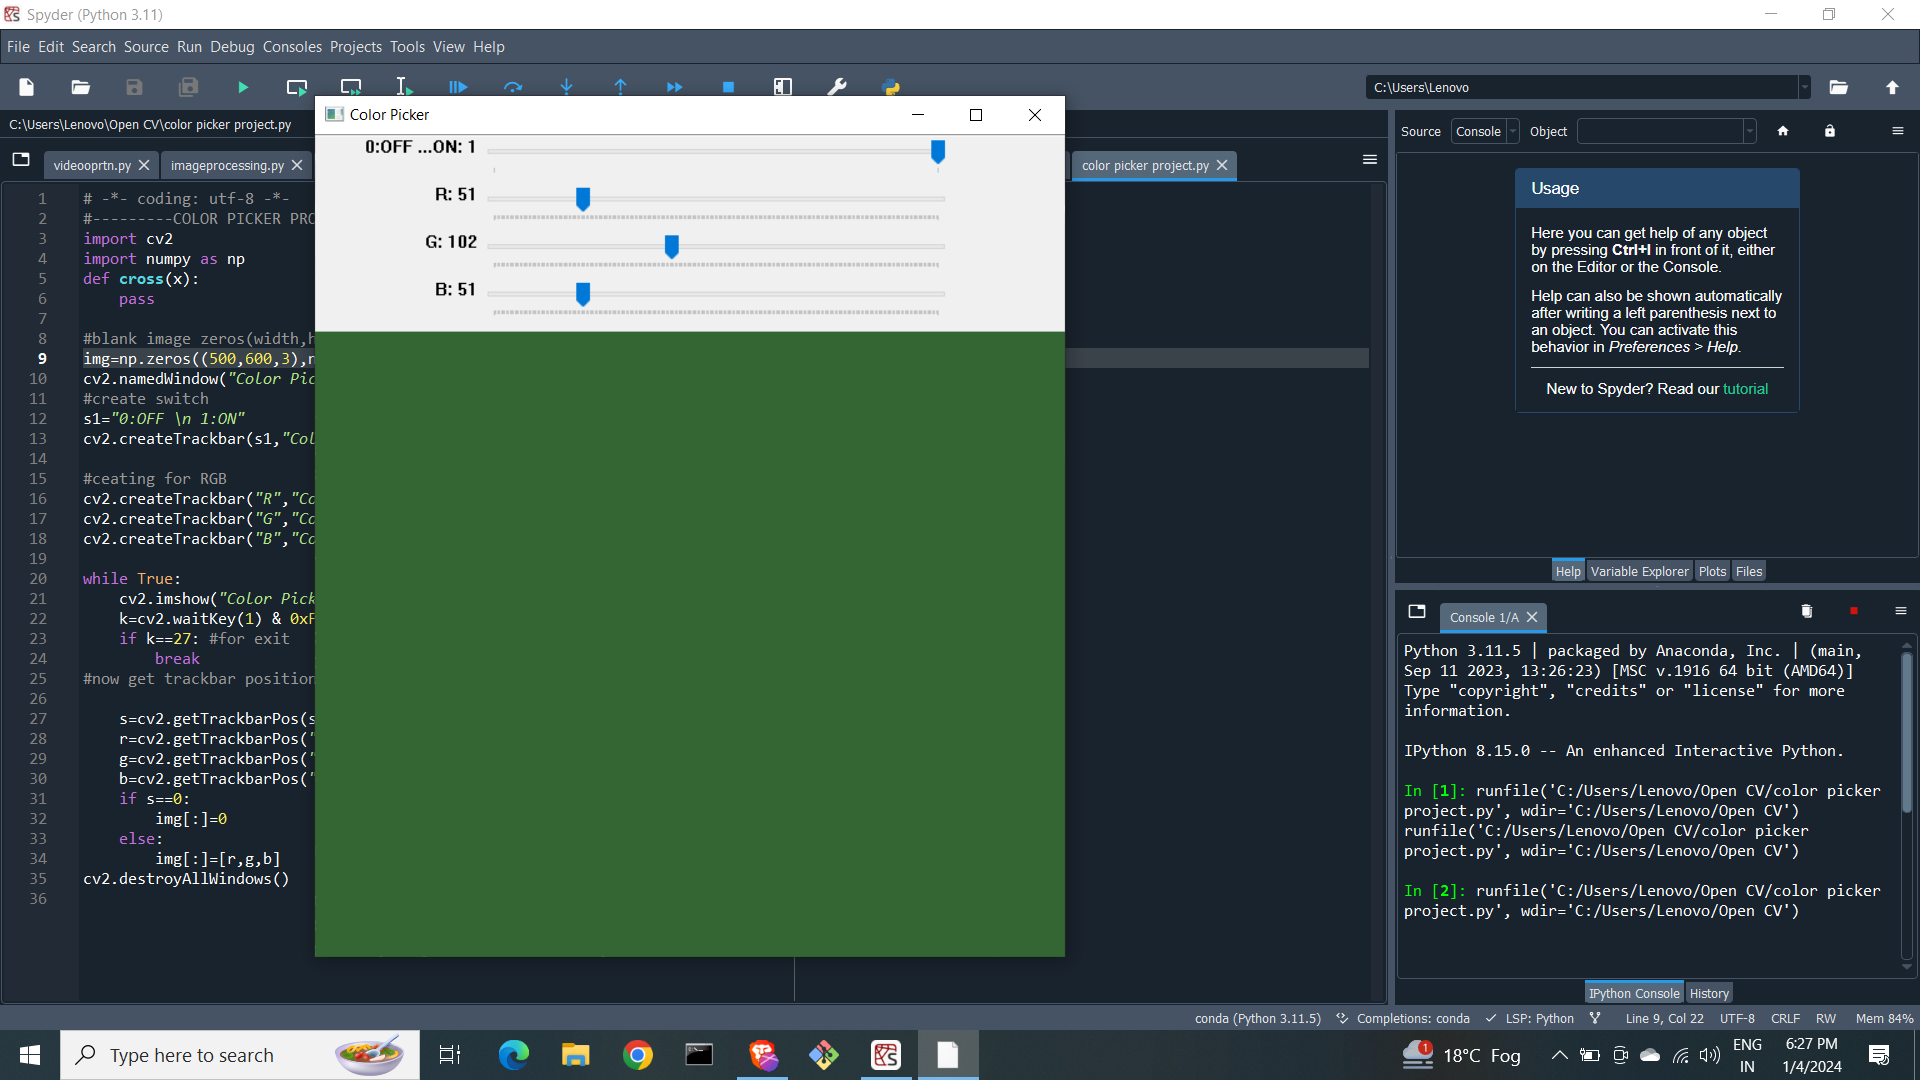 Spyder (Python 3.11)
File Edit Search Source Run Debug Consoles Projects Tools View Help
C:\Users\Lenovo
C:\Users\Lenovo\Open CV\color picker project.py
videooprtn.py
imageprocessing.py
color picker project.py
1 # -*- coding: utf-8 -*-
2 #---------COLOR PICKER PRO
3 import cv2
4 import numpy as np
5 def cross(x):
6 pass
7
8 #blank image zeros(width,h
9 img=np.zeros((500,600,3),n
10 cv2.namedWindow("Color Pic
11 #create switch
12 s1="0:OFF \n 1:ON"
13 cv2.createTrackbar(s1,"Col
14
15 #ceating for RGB
16 cv2.createTrackbar("R","Co
17 cv2.createTrackbar("G","Co
18 cv2.createTrackbar("B","Co
19
20 while True:
21 cv2.imshow("Color Pick
22 k=cv2.waitKey(1) & 0xF
23 if k==27: #for exit
24 break
25 #now get trackbar position
26
27 s=cv2.getTrackbarPos(s
28 r=cv2.getTrackbarPos("
29 g=cv2.getTrackbarPos("
30 b=cv2.getTrackbarPos("
31 if s==0:
32 img[:]=0
33 else:
34 img[:]=[r,g,b]
35 cv2.destroyAllWindows()
36
Color Picker
0:OFF ...ON: 1
R: 51
G: 102
B: 51
Source Console Object
Usage
Here you can get help of any object
by pressing Ctrl+I in front of it, either
on the Editor or the Console.
Help can also be shown automatically
after writing a left parenthesis next to
an object. You can activate this
behavior in Preferences > Help.
New to Spyder? Read our tutorial
Help Variable Explorer Plots Files
Console 1/A
Python 3.11.5 | packaged by Anaconda, Inc. | (main,
Sep 11 2023, 13:26:23) [MSC v.1916 64 bit (AMD64)]
Type "copyright", "credits" or "license" for more
information.
IPython 8.15.0 -- An enhanced Interactive Python.
In [1]: runfile('C:/Users/Lenovo/Open CV/color picker
project.py', wdir='C:/Users/Lenovo/Open CV')
runfile('C:/Users/Lenovo/Open CV/color picker
project.py', wdir='C:/Users/Lenovo/Open CV')
In [2]: runfile('C:/Users/Lenovo/Open CV/color picker
project.py', wdir='C:/Users/Lenovo/Open CV')
IPython Console History
conda (Python 3.11.5) Completions: conda LSP: Python Line 9, Col 22 UTF-8 CRLF RW Mem 84%
Type here to search
1
18°C Fog
ENG
IN
6:27 PM
1/4/2024